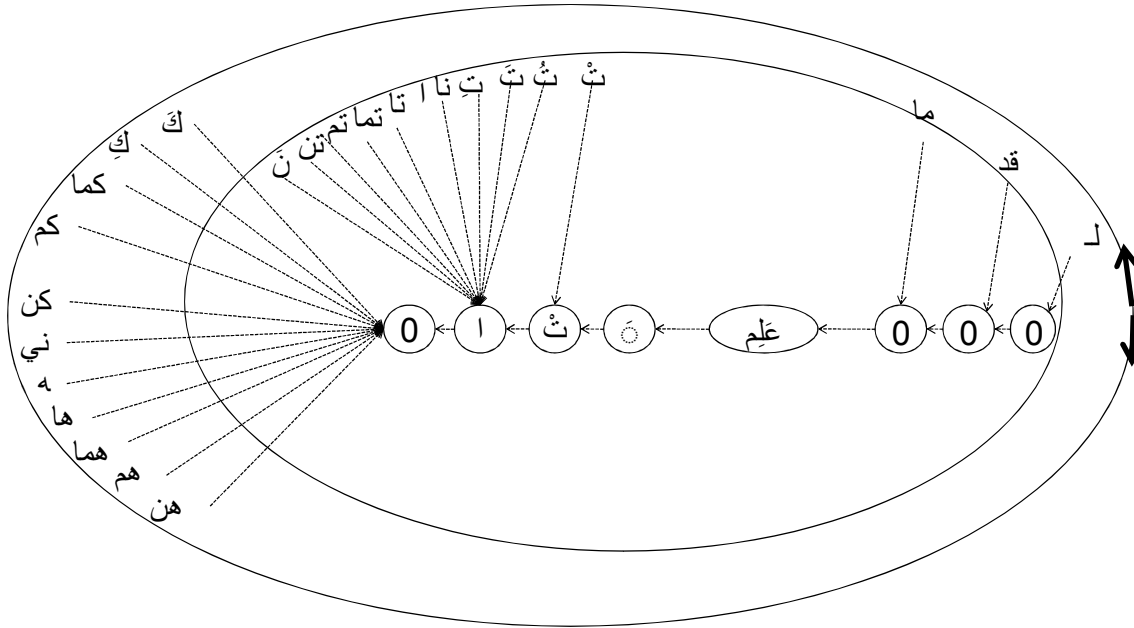 لـ
قد
ما
تْ
تُ
تَ
تِ
نا
ا
تا
تما
تم
تن
نَ
كَ
كِ
كما
كم
كن
ني
ه
ها
هما
هم
هن
0 0 0 عَلِم ◌َ تْ ا 0